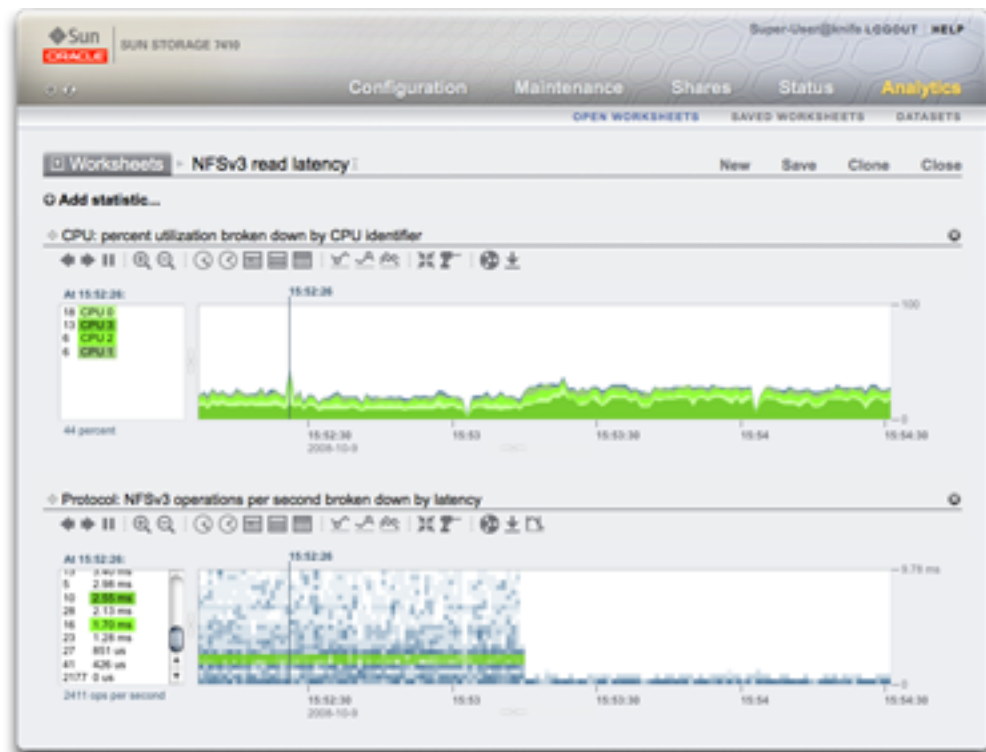 Sun
ORACLE
SUN STORAGE 7410
Super-User@knife LOGOUT HELP
Configuration Maintenance Shares Status Analytics
OPEN WORKSHEETS SAVED WORKSHEETS DATASETS
Worksheets NFSv3 read latency New Save Clone Close
Add statistic...
CPU: percent utilization broken down by CPU identifier
At 15:52:26:
15:52:26
18 CPU 0
13 CPU 3
6 CPU 2
6 CPU 1
100
0
44 percent
15:52:30 15:53 15:53:30 15:54 15:54:30
2008-10-9
Protocol: NFSv3 operations per second broken down by latency
At 15:52:26:
15:52:26
13 3.40 ms
5 2.98 ms
10 2.55 ms
28 2.13 ms
16 1.70 ms
23 1.28 ms
27 851 us
41 426 us
2177 0 us
9.79 ms
0
2411 ops per second
15:52:30 15:53 15:53:30 15:54 15:54:30
2008-10-9